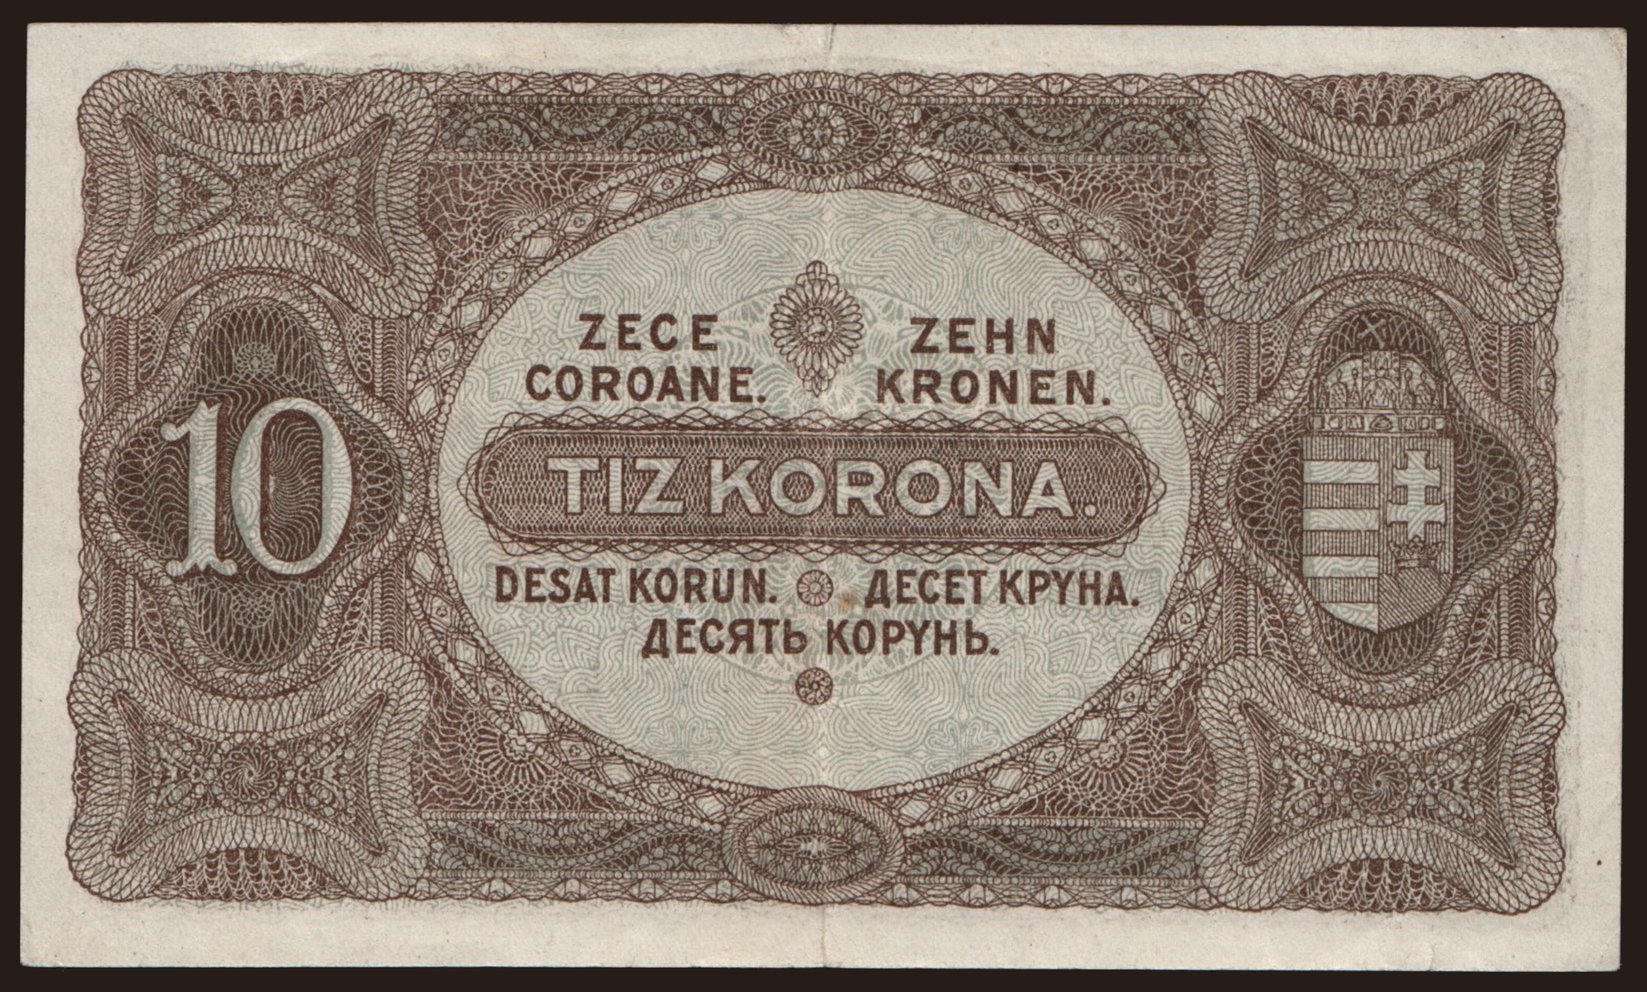 ZECE
COROANE.
ZEHN
KRONEN.
10
TIZ KORONA.
DESAT KORUN.
ДЕСЕТ КРУНА.
ДЕСЯТЬ КОРУНЬ.